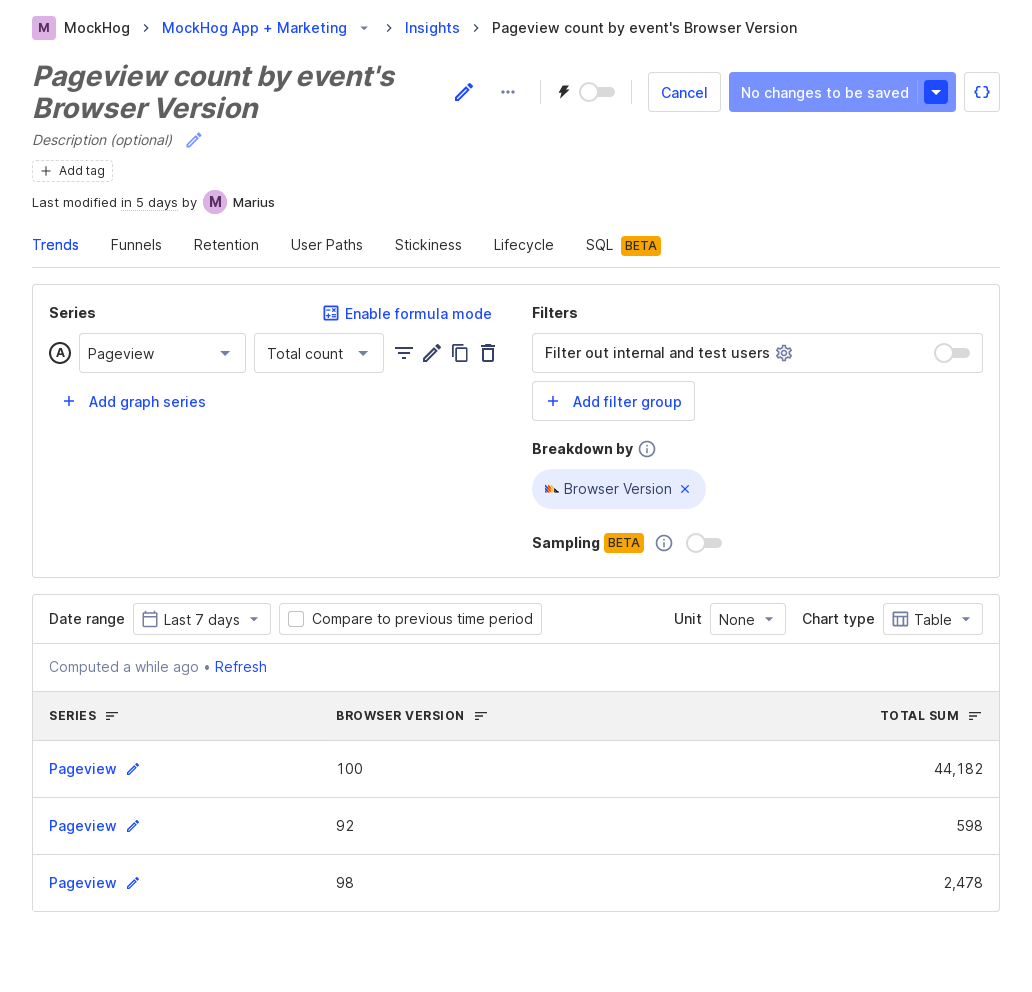 M MockHog MockHog App + Marketing Insights Pageview count by event's Browser Version
Pageview count by event's
Browser Version
Cancel No changes to be saved
Description (optional)
Add tag
Last modified in 5 days by M Marius
Trends Funnels Retention User Paths Stickiness Lifecycle SQL BETA
Series Enable formula mode
A Pageview Total count
Add graph series
Filters
Filter out internal and test users
Add filter group
Breakdown by
Browser Version
Sampling BETA
Date range Last 7 days Compare to previous time period Unit None Chart type Table
Computed a while ago • Refresh
SERIES BROWSER VERSION TOTAL SUM
Pageview 100 44,182
Pageview 92 598
Pageview 98 2,478